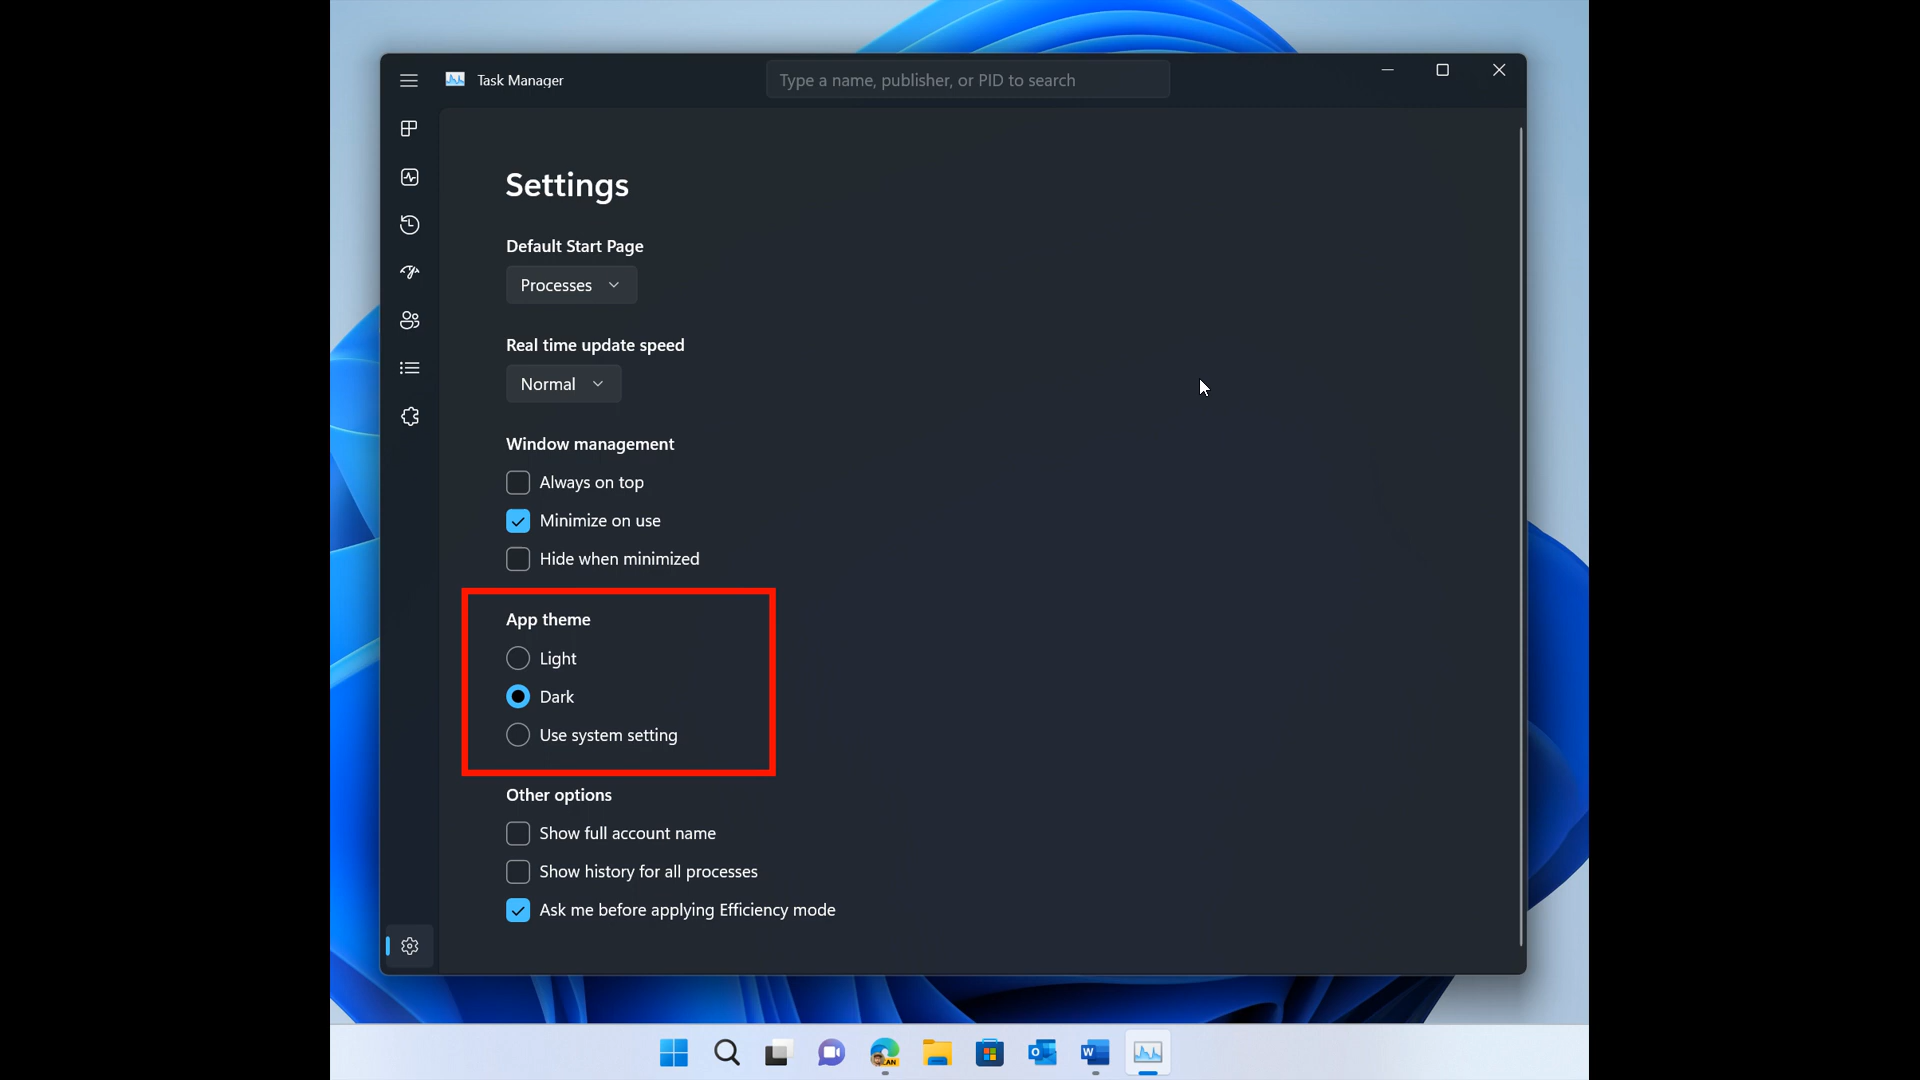 Task Manager
Type a name, publisher, or PID to search
Settings
Default Start Page
Processes
Real time update speed
Normal
Window management
Always on top
Minimize on use
Hide when minimized
App theme
Light
Dark
Use system setting
Other options
Show full account name
Show history for all processes
Ask me before applying Efficiency mode